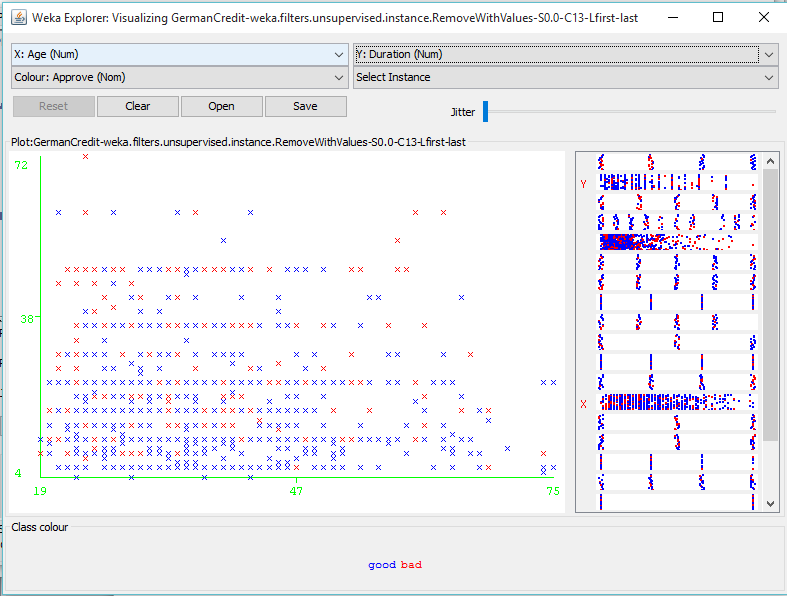 Weka Explorer: Visualizing GermanCredit-weka.filters.unsupervised.instance.RemoveWithValues-S0.0-C13-Lfirst-last
X: Age (Num)
Y: Duration (Num)
Colour: Approve (Nom)
Select Instance
Reset
Clear
Open
Save
Jitter
Plot:GermanCredit-weka.filters.unsupervised.instance.RemoveWithValues-S0.0-C13-Lfirst-last
72
38
4
19
47
75
Y
X
Class colour
good bad